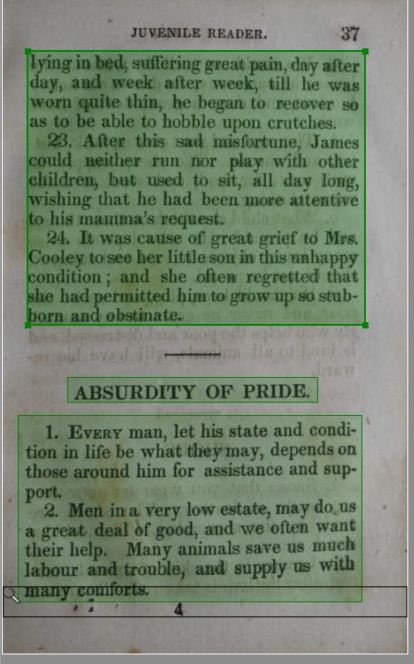 JUVENILE READER. 37
lying in bed, suffering great pain, day after
day, and week after week, till he was
worn quite thin, he began to recover so
as to be able to hobble upon crutches.
23. After this sad misfortune, James
could neither run nor play with other
children, but used to sit, all day long,
wishing that he had been more attentive
to his mamma's request.
24. It was cause of great grief to Mrs.
Cooley to see her little son in this unhappy
condition; and she often regretted that
she had permitted him to grow up so stub-
born and obstinate.
ABSURDITY OF PRIDE.
1. EVERY man, let his state and condi-
tion in life be what they may, depends on
those around him for assistance and sup-
port.
2. Men in a very low estate, may do us
a great deal of good, and we often want
their help. Many animals save us much
labour and trouble, and supply us with
many comforts.
4